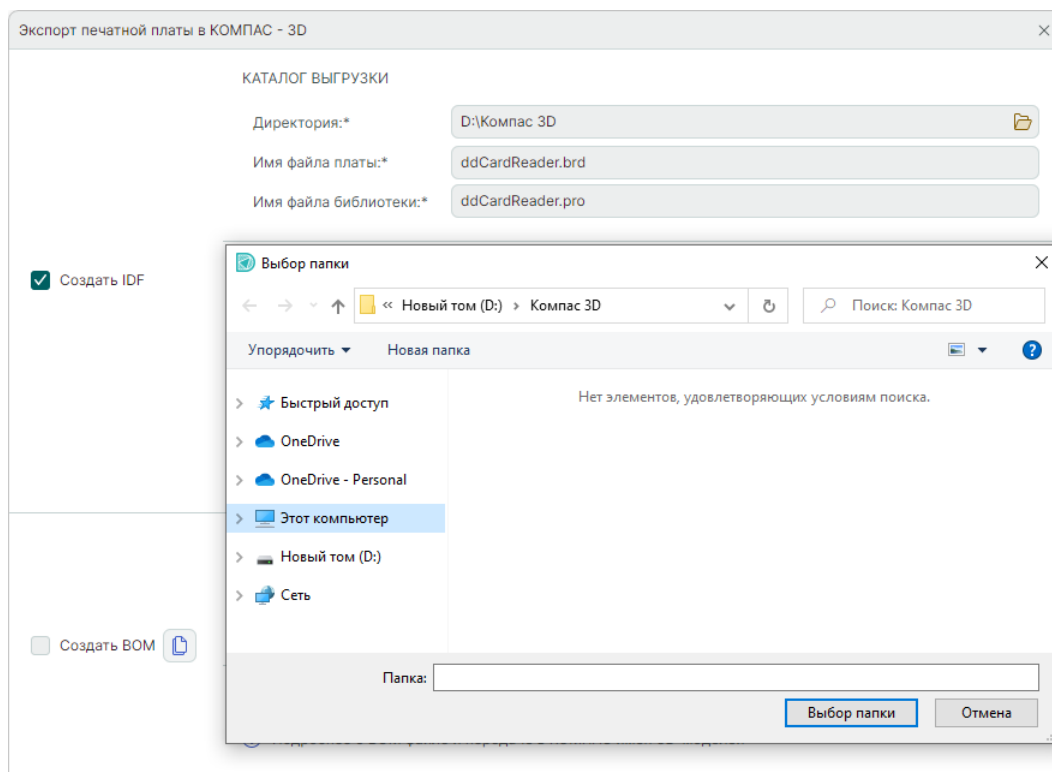 Экспорт печатной платы в КОМПАС - 3D
КАТАЛОГ ВЫГРУЗКИ
Директория:* D:\Компас 3D
Имя файла платы:* ddCardReader.brd
Имя файла библиотеки:* ddCardReader.pro
Создать IDF
Выбор папки
« Новый том (D:) › Компас 3D
Поиск: Компас 3D
Упорядочить Новая папка
Быстрый доступ
Нет элементов, удовлетворяющих условиям поиска.
OneDrive
OneDrive - Personal
Этот компьютер
Новый том (D:)
Сеть
Создать BOM
Папка:
Выбор папки Отмена